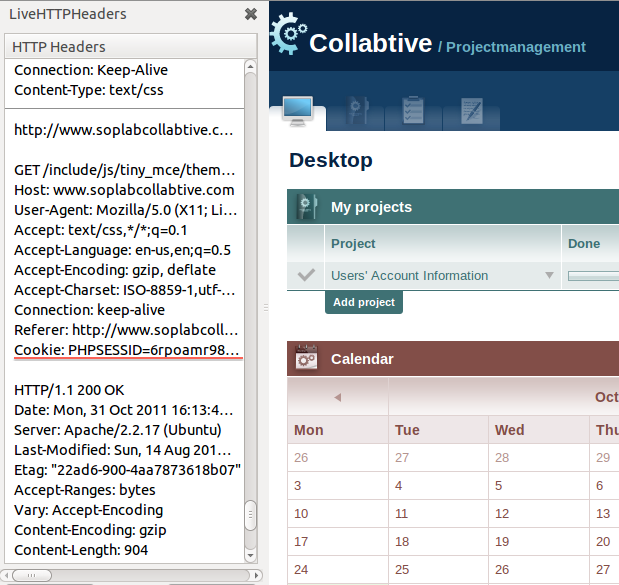 LiveHTTPHeaders
HTTP Headers
Connection: Keep-Alive
Content-Type: text/css
http://www.soplabcollabtive.c...
GET /include/js/tiny_mce/them...
Host: www.soplabcollabtive.com
User-Agent: Mozilla/5.0 (X11; Li...
Accept: text/css,*/*;q=0.1
Accept-Language: en-us,en;q=0.5
Accept-Encoding: gzip, deflate
Accept-Charset: ISO-8859-1,utf-...
Connection: keep-alive
Referer: http://www.soplabcoll...
Cookie: PHPSESSID=6rpoamr98...
HTTP/1.1 200 OK
Date: Mon, 31 Oct 2011 16:13:4...
Server: Apache/2.2.17 (Ubuntu)
Last-Modified: Sun, 14 Aug 201...
Etag: "22ad6-900-4aa7873618b07"
Accept-Ranges: bytes
Vary: Accept-Encoding
Content-Encoding: gzip
Content-Length: 904
Collabtive / Projectmanagement
Desktop
My projects
Project Done
Users' Account Information
Add project
Calendar
Oc
Mon Tue Wed Thu
26 27 28 29
3 4 5 6
10 11 12 13
17 18 19 20
24 25 26 27